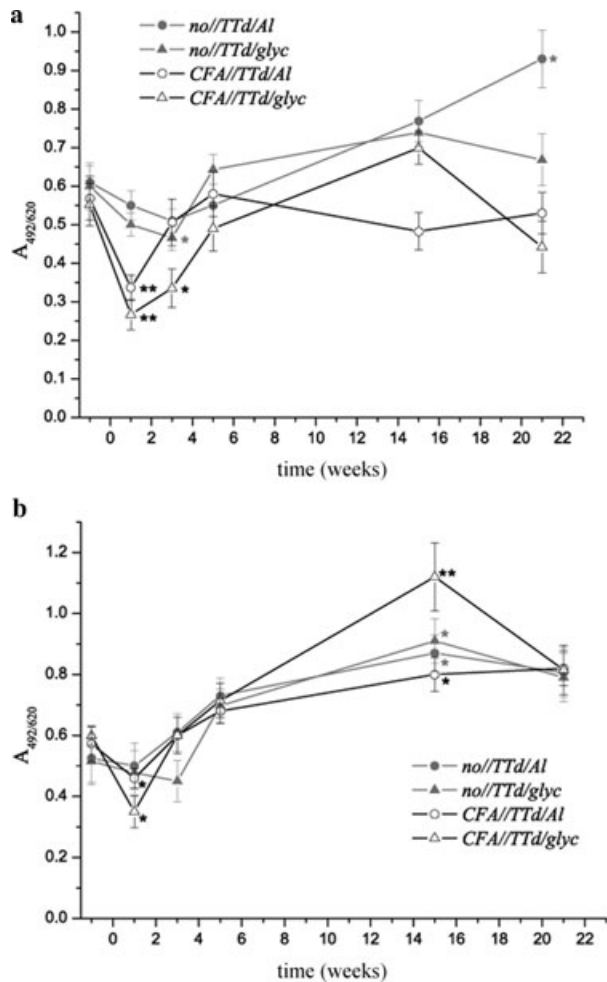 a
no//TTd/Al
no//TTd/glyc
CFA//TTd/Al
CFA//TTd/glyc
1.0
0.9
0.8
0.7
0.6
0.5
0.4
0.3
0.2
0.1
0.0
A492/620
*
*
**
**
*
0 2 4 6 8 10 12 14 16 18 20 22
time (weeks)
b
1.2
1.0
0.8
0.6
0.4
0.2
0.0
A492/620
**
*
*
*
*
*
no//TTd/Al
no//TTd/glyc
CFA//TTd/Al
CFA//TTd/glyc
0 2 4 6 8 10 12 14 16 18 20 22
time (weeks)